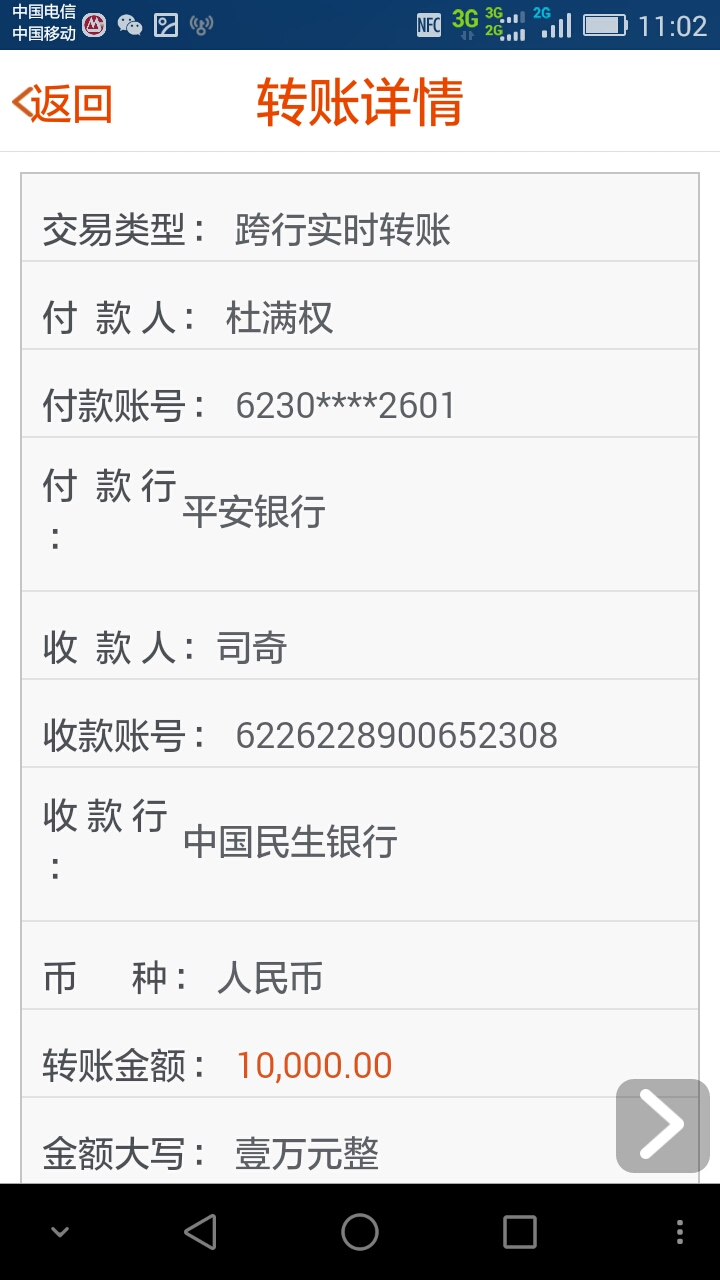 中国电信
中国移动
NFC 3G 3G 2G 2G 11:02
返回 转账详情
交易类型： 跨行实时转账
付 款 人： 杜满权
付款账号： 6230****2601
付 款 行： 平安银行
收 款 人： 司奇
收款账号： 6226228900652308
收 款 行： 中国民生银行
币 种： 人民币
转账金额： 10,000.00
金额大写： 壹万元整